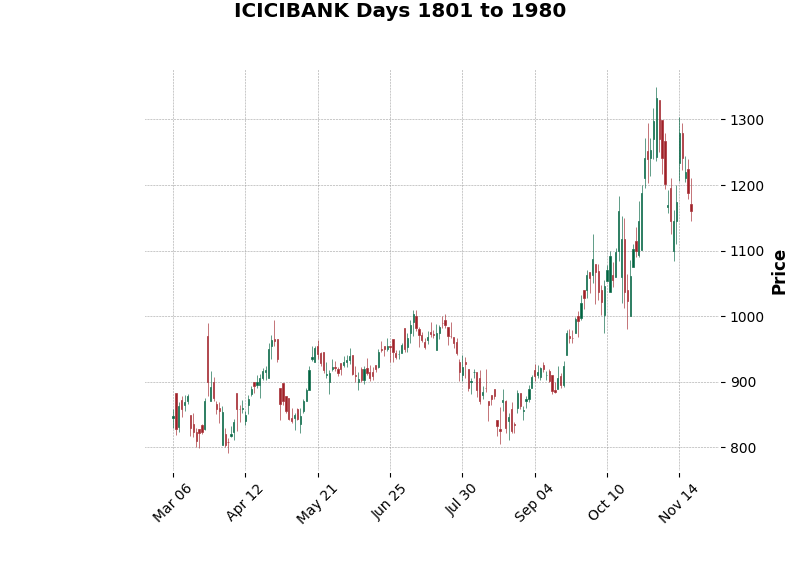 ICICIBANK Days 1801 to 1980
1300
1200
1100
1000
900
800
Price
Mar 06
Apr 12
May 21
Jun 25
Jul 30
Sep 04
Oct 10
Nov 14